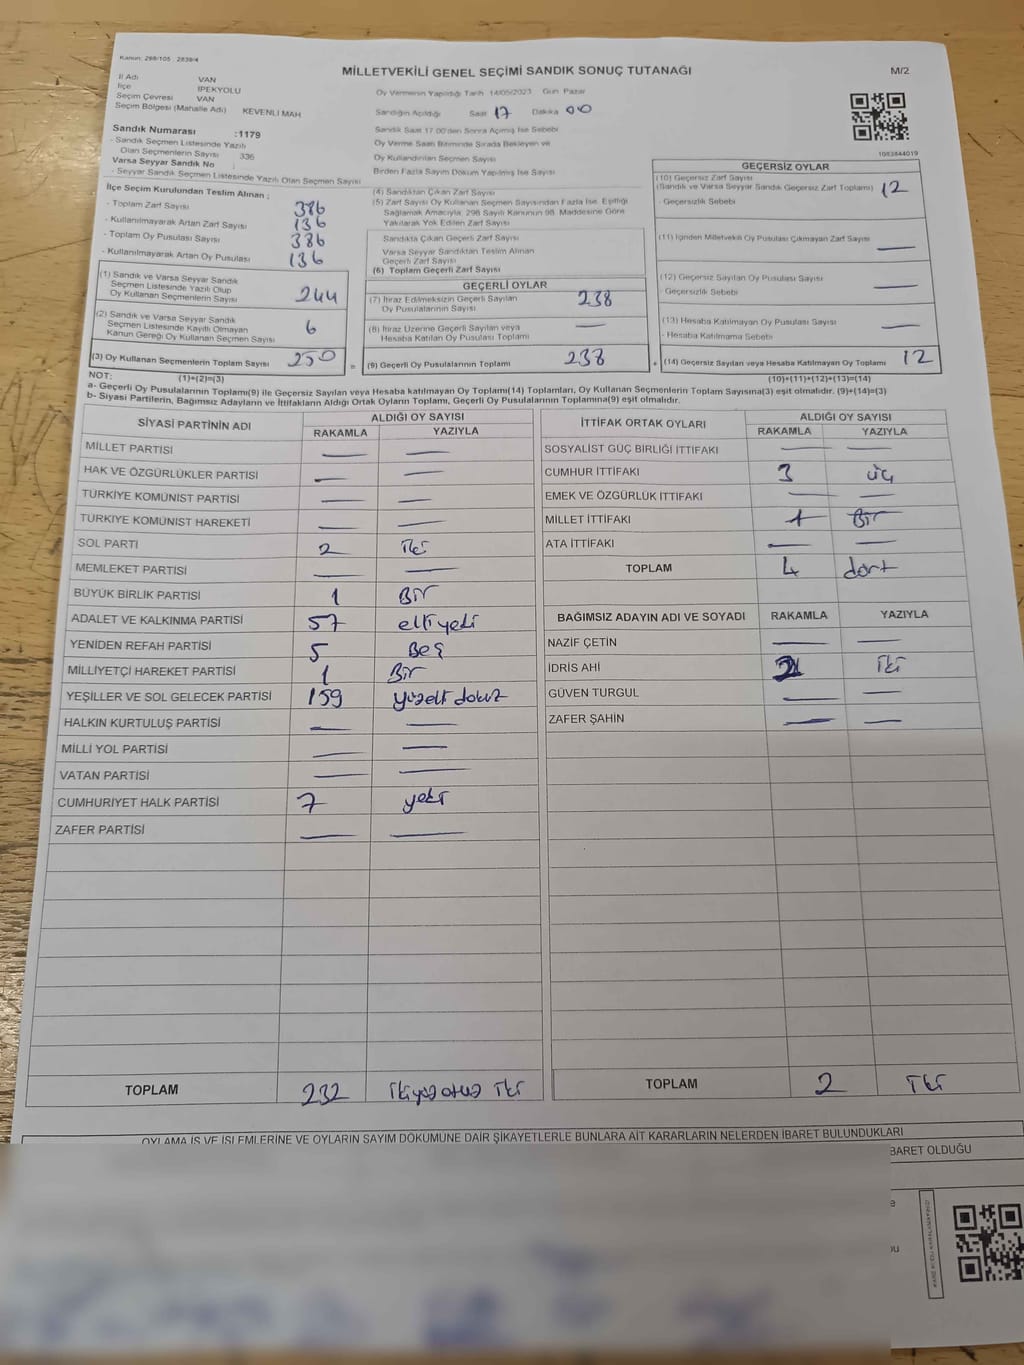 Kanun: 298/105 2839/4
MİLLETVEKİLİ GENEL SEÇİMİ SANDIK SONUÇ TUTANAĞI
M/2
İl Adı VAN
İlçe İPEKYOLU
Seçim Çevresi VAN
Seçim Bölgesi (Mahalle Adı) KEVENLİ MAH
Oy Vermenin Yapıldığı Tarih 14/05/2023 Gün Pazar
Sandığın Açıldığı Saat 17 Dakika 00
Sandık Saat 17.00'den Sonra Açılmış İse Sebebi
Oy Verme Saati Bitiminde Sırada Bekleyen ve
Oy Kullandırılan Seçmen Sayısı
Birden Fazla Sayım Döküm Yapılmış İse Sayısı
1083844019
Sandık Numarası :1179
- Sandık Seçmen Listesinde Yazılı
Olan Seçmenlerin Sayısı 336
Varsa Seyyar Sandık No :
- Seyyar Sandık Seçmen Listesinde Yazılı Olan Seçmen Sayısı
İlçe Seçim Kurulundan Teslim Alınan ;
- Toplam Zarf Sayısı 386
- Kullanılmayarak Artan Zarf Sayısı 136
- Toplam Oy Pusulası Sayısı 386
- Kullanılmayarak Artan Oy Pusulası 136
(1) Sandık ve Varsa Seyyar Sandık
Seçmen Listesinde Yazılı Olup
Oy Kullanan Seçmenlerin Sayısı 244
(2) Sandık ve Varsa Seyyar Sandık
Seçmen Listesinde Kayıtlı Olmayan
Kanun Gereği Oy Kullanan Seçmen Sayısı 6
(3) Oy Kullanan Seçmenlerin Toplam Sayısı 250 =
(4) Sandıktan Çıkan Zarf Sayısı
(5) Zarf Sayısı Oy Kullanan Seçmen Sayısından Fazla İse, Eşitliği
Sağlamak Amacıyla, 298 Sayılı Kanunun 98. Maddesine Göre
Yakılarak Yok Edilen Zarf Sayısı
Sandıkta Çıkan Geçerli Zarf Sayısı
Varsa Seyyar Sandıktan Teslim Alınan
Geçerli Zarf Sayısı
(6) Toplam Geçerli Zarf Sayısı
GEÇERLİ OYLAR
(7) İtiraz Edilmeksizin Geçerli Sayılan
Oy Pusulalarının Sayısı 238
(8) İtiraz Üzerine Geçerli Sayılan veya
Hesaba Katılan Oy Pusulası Toplamı —
(9) Geçerli Oy Pusulalarının Toplamı 238 +
GEÇERSİZ OYLAR
(10) Geçersiz Zarf Sayısı
(Sandık ve Varsa Seyyar Sandık Geçersiz Zarf Toplamı) 12
- Geçersizlik Sebebi
(11) İçinden Milletvekili Oy Pusulası Çıkmayan Zarf Sayısı —
(12) Geçersiz Sayılan Oy Pusulası Sayısı —
- Geçersizlik Sebebi
(13) Hesaba Katılmayan Oy Pusulası Sayısı —
- Hesaba Katılmama Sebebi
(14) Geçersiz Sayılan veya Hesaba Katılmayan Oy Toplamı 12
NOT: (1)+(2)=(3) (10)+(11)+(12)+(13)=(14)
a- Geçerli Oy Pusulalarının Toplamı(9) ile Geçersiz Sayılan veya Hesaba katılmayan Oy Toplamı(14) Toplamları, Oy Kullanan Seçmenlerin Toplam Sayısına(3) eşit olmalıdır. (9)+(14)=(3)
b- Siyasi Partilerin, Bağımsız Adayların ve İttifakların Aldığı Ortak Oyların Toplamı, Geçerli Oy Pusulalarının Toplamına(9) eşit olmalıdır.
SİYASİ PARTİNİN ADI ALDIĞI OY SAYISI
RAKAMLA YAZIYLA
MİLLET PARTİSİ — —
HAK VE ÖZGÜRLÜKLER PARTİSİ — —
TÜRKİYE KOMÜNİST PARTİSİ — —
TÜRKİYE KOMÜNİST HAREKETİ — —
SOL PARTİ 2 İki
MEMLEKET PARTİSİ — —
BÜYÜK BİRLİK PARTİSİ 1 Bir
ADALET VE KALKINMA PARTİSİ 57 elliyedi
YENİDEN REFAH PARTİSİ 5 Beş
MİLLİYETÇİ HAREKET PARTİSİ 1 Bir
YEŞİLLER VE SOL GELECEK PARTİSİ 159 yüzelli dokuz
HALKIN KURTULUŞ PARTİSİ — —
MİLLİ YOL PARTİSİ — —
VATAN PARTİSİ — —
CUMHURİYET HALK PARTİSİ 7 yedi
ZAFER PARTİSİ — —
TOPLAM 232 İkiyüz otuz İki
İTTİFAK ORTAK OYLARI ALDIĞI OY SAYISI
RAKAMLA YAZIYLA
SOSYALİST GÜÇ BİRLİĞİ İTTİFAKI — —
CUMHUR İTTİFAKI 3 üç
EMEK VE ÖZGÜRLÜK İTTİFAKI — —
MİLLET İTTİFAKI 1 Bir
ATA İTTİFAKI — —
TOPLAM 4 dört
BAĞIMSIZ ADAYIN ADI VE SOYADI RAKAMLA YAZIYLA
NAZİF ÇETİN — —
İDRİS AHİ 2 İki
GÜVEN TURGUL — —
ZAFER ŞAHİN — —
TOPLAM 2 İki
OYLAMA İŞ VE İŞLEMLERİNE VE OYLARIN SAYIM DÖKÜMÜNE DAİR ŞİKAYETLERLE BUNLARA AİT KARARLARIN NELERDEN İBARET BULUNDUKLARI
BARET OLDUĞU